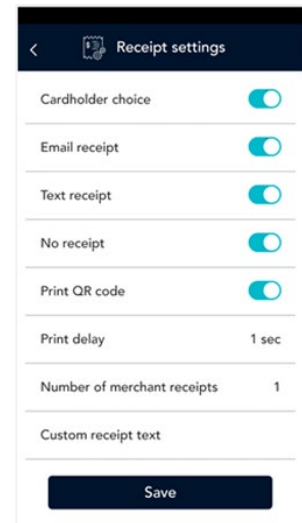 Receipt settings
Cardholder choice
Email receipt
Text receipt
No receipt
Print QR code
Print delay 1 sec
Number of merchant receipts 1
Custom receipt text
Save